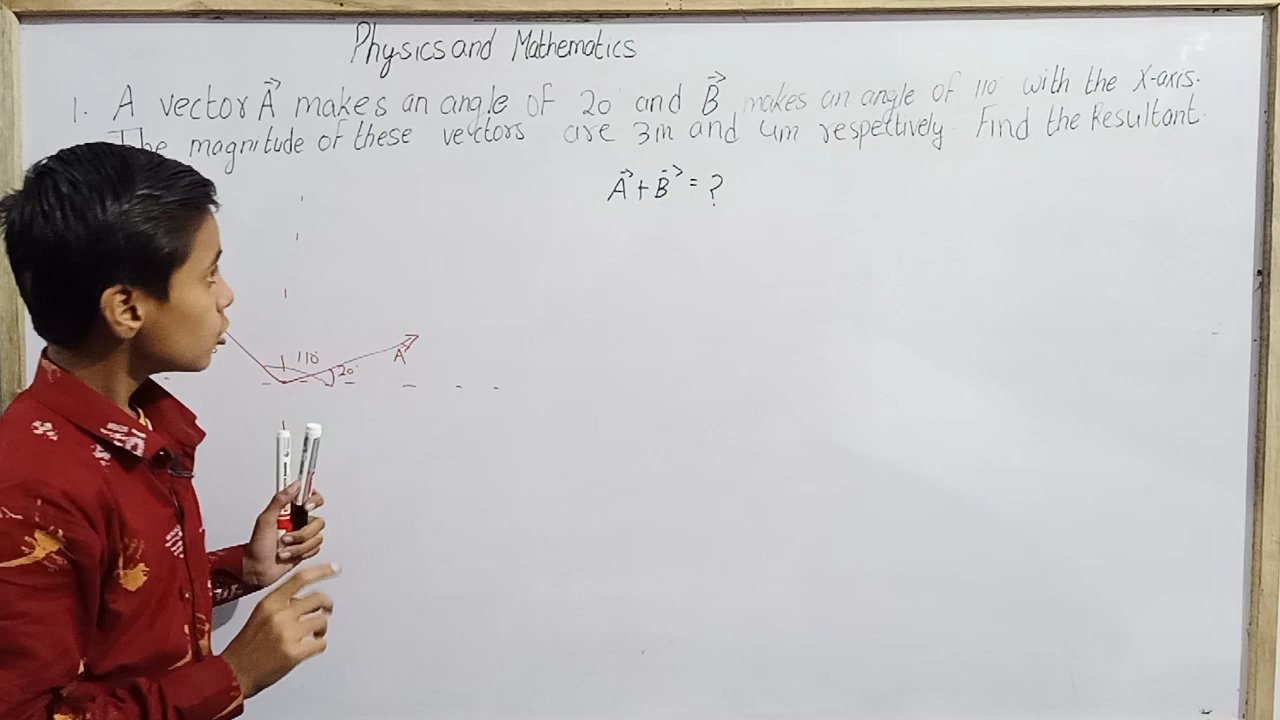 Physics and Mathematics
1. A vector A⃗ makes an angle of 20° and B⃗ makes an angle of 110° with the X-axis.
The magnitude of these vectors are 3m and 4m respectively. Find the Resultant.
A⃗ + B⃗ = ?
110°
A
20°